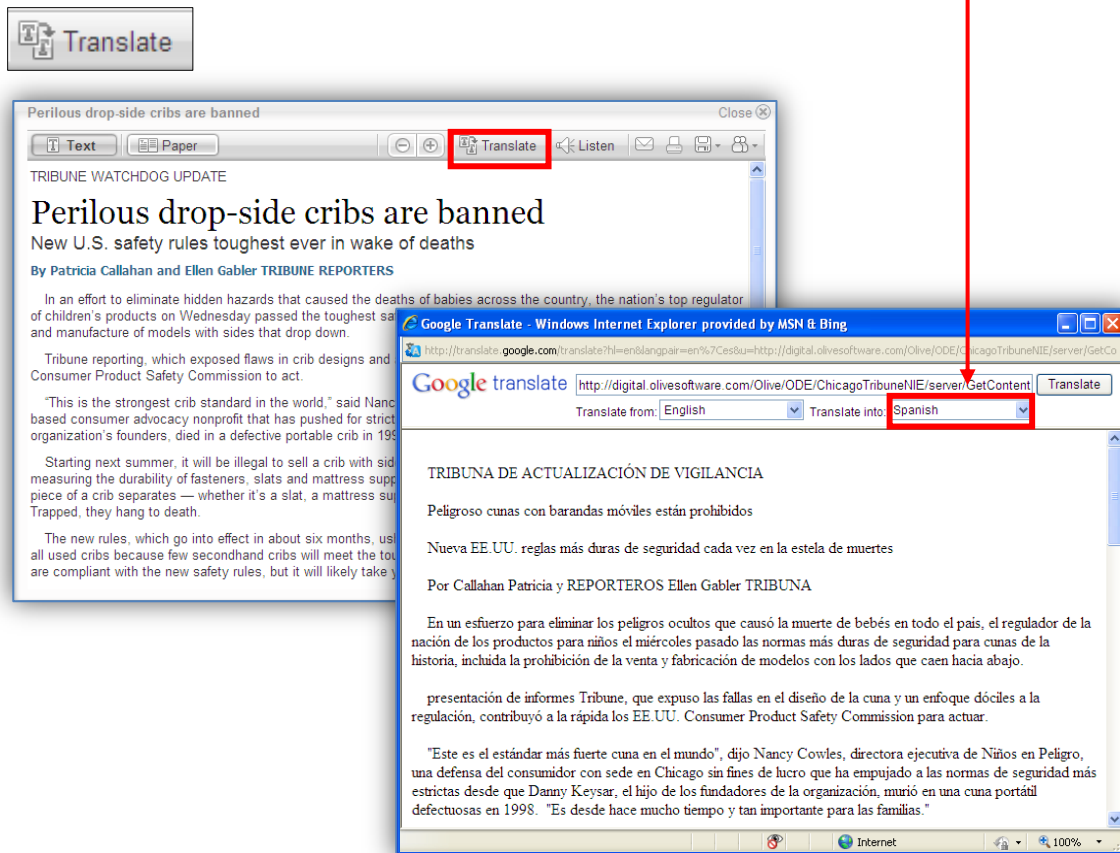 Translate
Perilous drop-side cribs are banned
Close
Text Paper Translate Listen
TRIBUNE WATCHDOG UPDATE
Perilous drop-side cribs are banned
New U.S. safety rules toughest ever in wake of deaths
By Patricia Callahan and Ellen Gabler TRIBUNE REPORTERS
In an effort to eliminate hidden hazards that caused the deaths of babies across the country, the nation's top regulator
of children's products on Wednesday passed the toughest
and manufacture of models with sides that drop down.
Tribune reporting, which exposed flaws in crib designs and
Consumer Product Safety Commission to act.
“This is the strongest crib standard in the world,” said
based consumer advocacy nonprofit that has pushed for
organization's founders, died in a defective portable crib in
Starting next summer, it will be illegal to sell a crib with
measuring the durability of fasteners, slats and mattress
piece of a crib separates — whether it's a slat, a mattress
Trapped, they hang to death.
The new rules, which go into effect in about six months,
all used cribs because few secondhand cribs will meet the
are compliant with the new safety rules, but it will likely take
Google Translate - Windows Internet Explorer provided by MSN & Bing
http://translate.google.com/translate?hl=en&langpair=en%7Ces&u=http://digital.olivesoftware.com/Olive/ODE/ChicagoTribuneNIE/server/GetCo
Google translate http://digital.olivesoftware.com/Olive/ODE/ChicagoTribuneNIE/server/GetContent Translate
Translate from: English Translate into: Spanish
TRIBUNA DE ACTUALIZACIÓN DE VIGILANCIA
Peligroso cunas con barandas móviles están prohibidos
Nueva EE.UU. reglas más duras de seguridad cada vez en la estela de muertes
Por Callahan Patricia y REPORTEROS Ellen Gabler TRIBUNA
En un esfuerzo para eliminar los peligros ocultos que causó la muerte de bebés en todo el pais, el regulador de la
nación de los productos para niños el miércoles pasado las normas más duras de seguridad para cunas de la
historia, incluida la prohibición de la venta y fabricación de modelos con los lados que caen hacia abajo.
presentación de informes Tribune, que expuso las fallas en el diseño de la cuna y un enfoque dóciles a la
regulación, contribuyó a la rápida los EE.UU. Consumer Product Safety Commission para actuar.
"Este es el estándar más fuerte cuna en el mundo", dijo Nancy Cowles, directora ejecutiva de Niños en Peligro,
una defensa del consumidor con sede en Chicago sin fines de lucro que ha empujado a las normas de seguridad más
estrictas desde que Danny Keysar, el hijo de los fundadores de la organización, murió en una cuna portátil
defectuosas en 1998. "Es desde hace mucho tiempo y tan importante para las familias."
Internet 100%